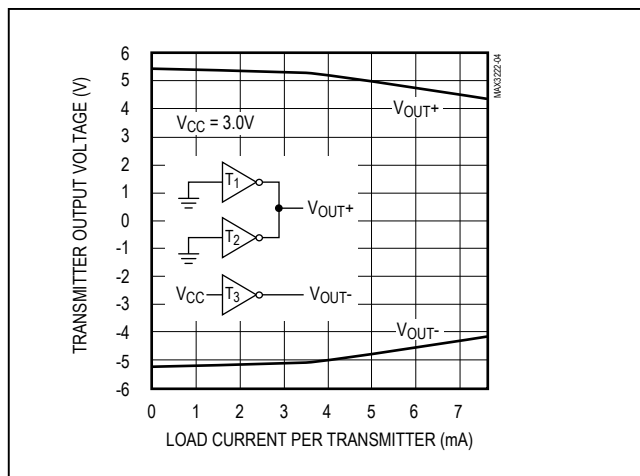 MAX3222-04
TRANSMITTER OUTPUT VOLTAGE (V)
6
5
4
3
2
1
0
-1
-2
-3
-4
-5
-6
VOUT+
VCC = 3.0V
T1
VOUT+
T2
VCC
T3
VOUT-
VOUT-
0 1 2 3 4 5 6 7
LOAD CURRENT PER TRANSMITTER (mA)